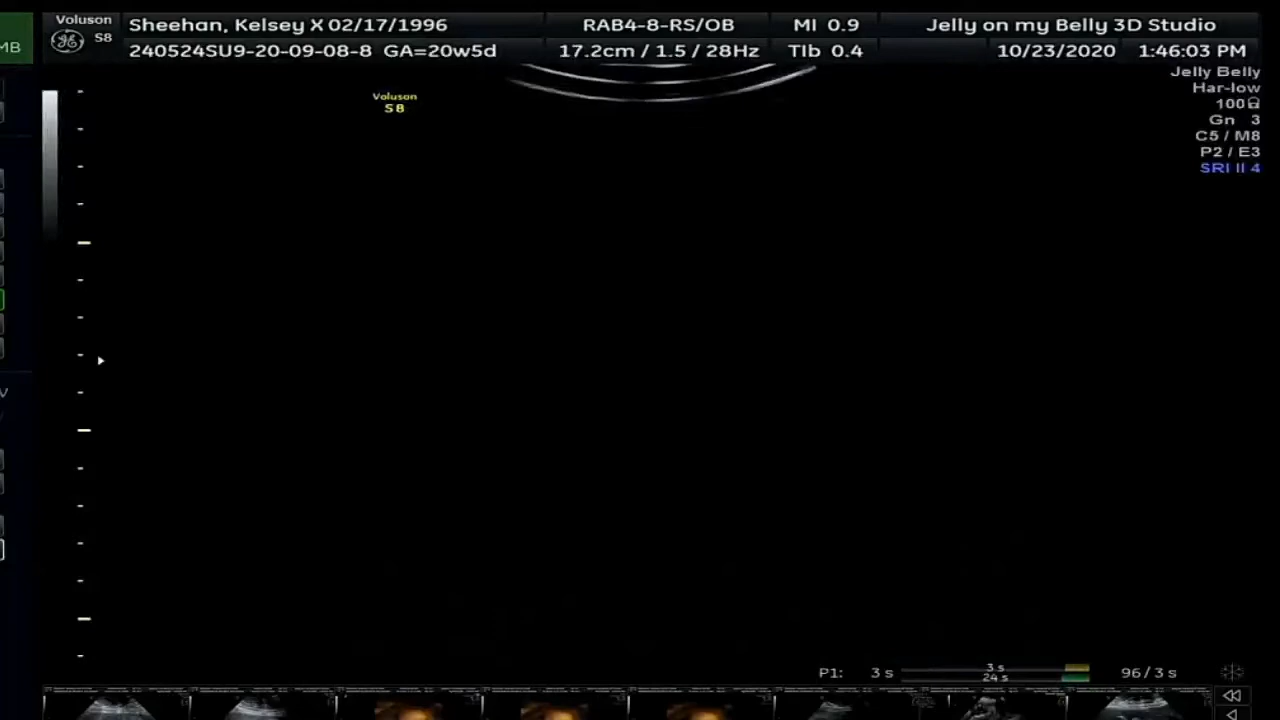 MB
Voluson
S8
Sheehan, Kelsey X 02/17/1996
RAB4-8-RS/OB
MI 0.9
Jelly on my Belly 3D Studio
240524SU9-20-09-08-8 GA=20w5d
17.2cm / 1.5 / 28Hz
TIb 0.4
10/23/2020 1:46:03 PM
Jelly Belly
Har-low
100
Gn 3
C5 / M8
P2 / E3
SRI II 4
Voluson
S8
V
P1: 3 s
3 s
24 s
96 / 3 s